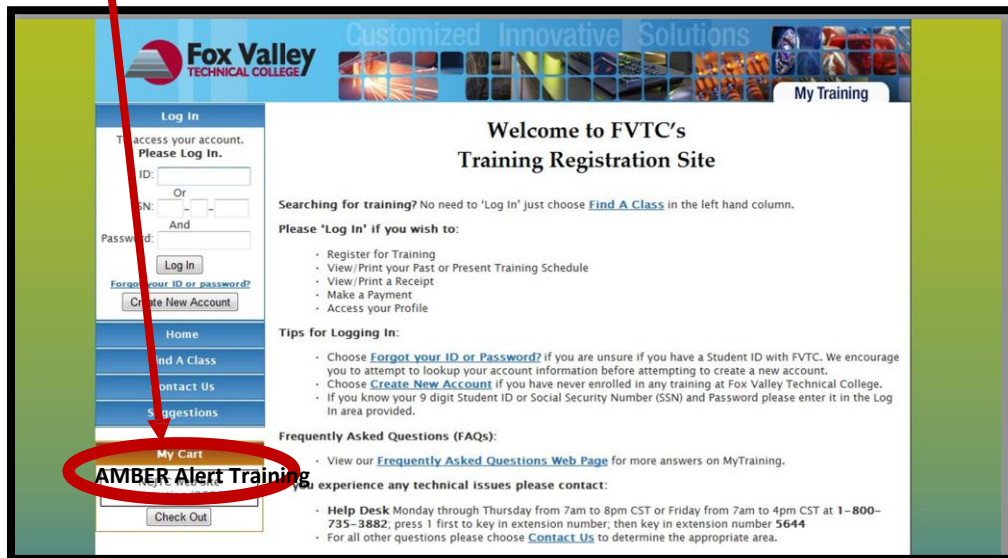 Customized Innovative Solutions
Fox Valley
TECHNICAL COLLEGE
My Training
Log In
To access your account.
Please Log In.
ID:
Or
SSN: - -
And
Password:
Log In
Forgot your ID or password?
Create New Account
Home
Find A Class
Contact Us
Suggestions
My Cart
AMBER Alert Training
Check Out
Welcome to FVTC's
Training Registration Site
Searching for training? No need to 'Log In' just choose Find A Class in the left hand column.
Please 'Log In' if you wish to:
· Register for Training
· View/Print your Past or Present Training Schedule
· View/Print a Receipt
· Make a Payment
· Access your Profile
Tips for Logging In:
· Choose Forgot your ID or Password? if you are unsure if you have a Student ID with FVTC. We encourage
you to attempt to lookup your account information before attempting to create a new account.
· Choose Create New Account if you have never enrolled in any training at Fox Valley Technical College.
· If you know your 9 digit Student ID or Social Security Number (SSN) and Password please enter it in the Log
In area provided.
Frequently Asked Questions (FAQs):
· View our Frequently Asked Questions Web Page for more answers on MyTraining.
you experience any technical issues please contact:
· Help Desk Monday through Thursday from 7am to 8pm CST or Friday from 7am to 4pm CST at 1-800-
735-3882; press 1 first to key in extension number; then key in extension number 5644
· For all other questions please choose Contact Us to determine the appropriate area.